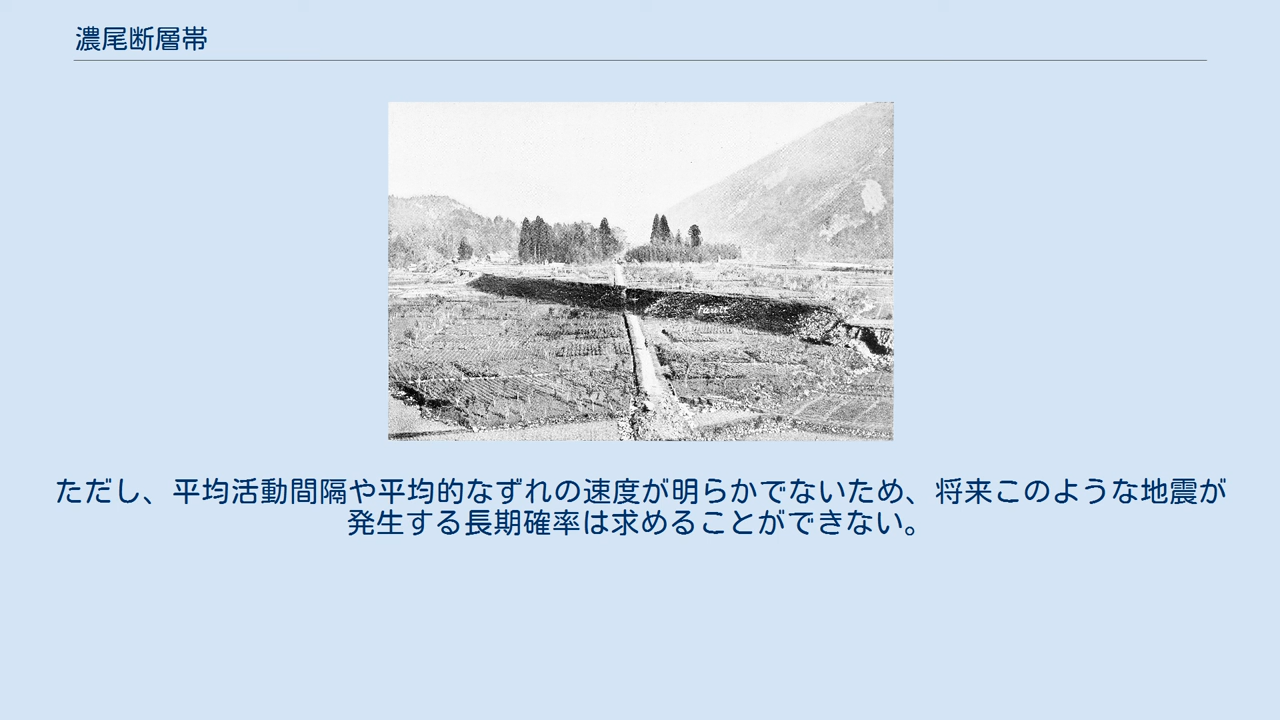 濃尾断層帯
fault
ただし、平均活動間隔や平均的なずれの速度が明らかでないため、将来このような地震が
発生する長期確率は求めることができない。